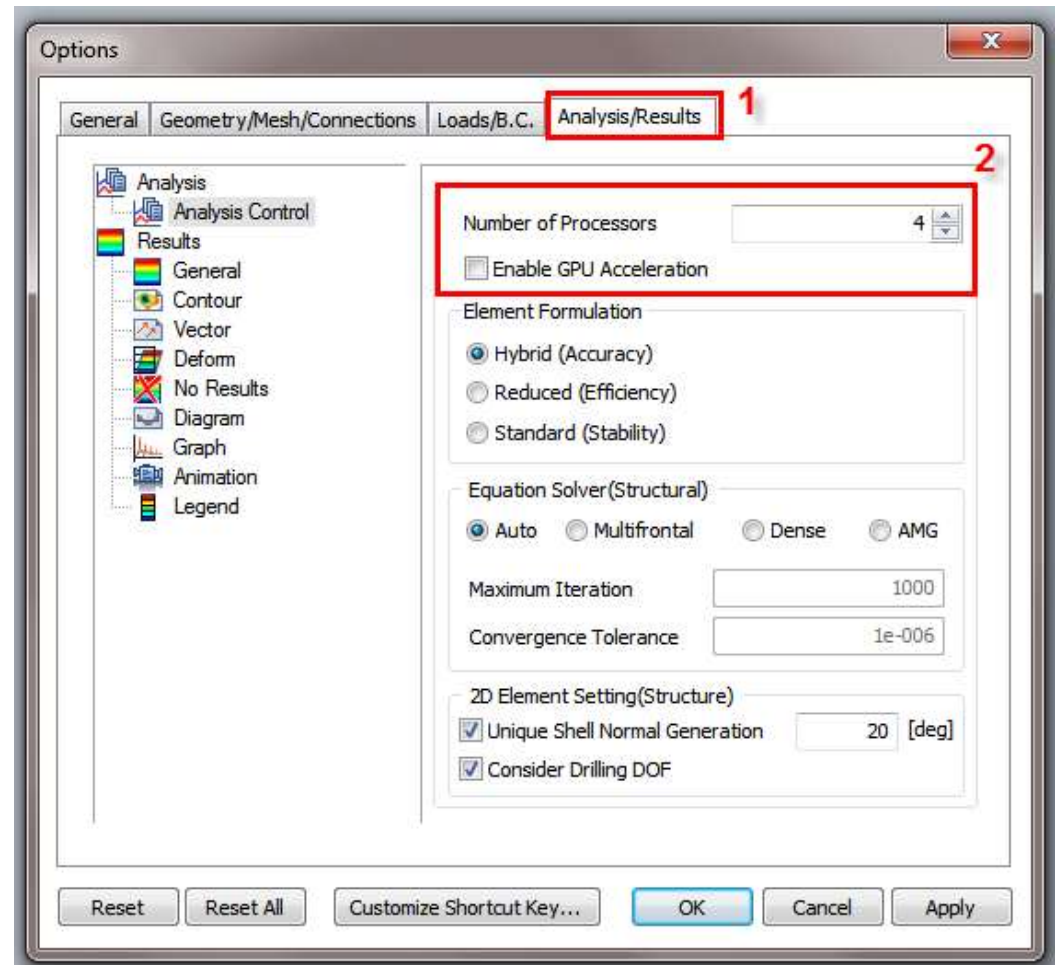 Options
General Geometry/Mesh/Connections Loads/B.C. Analysis/Results 1
2
Analysis
Analysis Control
Results
General
Contour
Vector
Deform
No Results
Diagram
Graph
Animation
Legend
Number of Processors 4
Enable GPU Acceleration
Element Formulation
Hybrid (Accuracy)
Reduced (Efficiency)
Standard (Stability)
Equation Solver(Structural)
Auto Multifrontal Dense AMG
Maximum Iteration 1000
Convergence Tolerance 1e-006
2D Element Setting(Structure)
Unique Shell Normal Generation 20 [deg]
Consider Drilling DOF
Reset Reset All Customize Shortcut Key... OK Cancel Apply